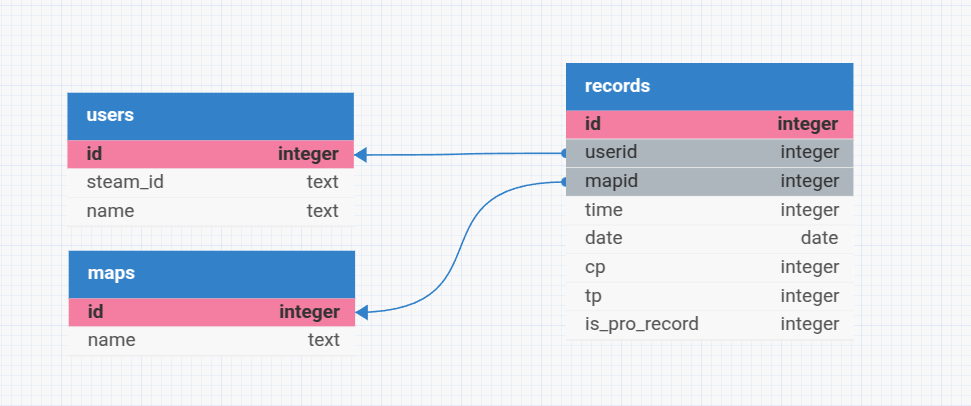 users
id integer
steam_id text
name text
maps
id integer
name text
records
id integer
userid integer
mapid integer
time integer
date date
cp integer
tp integer
is_pro_record integer